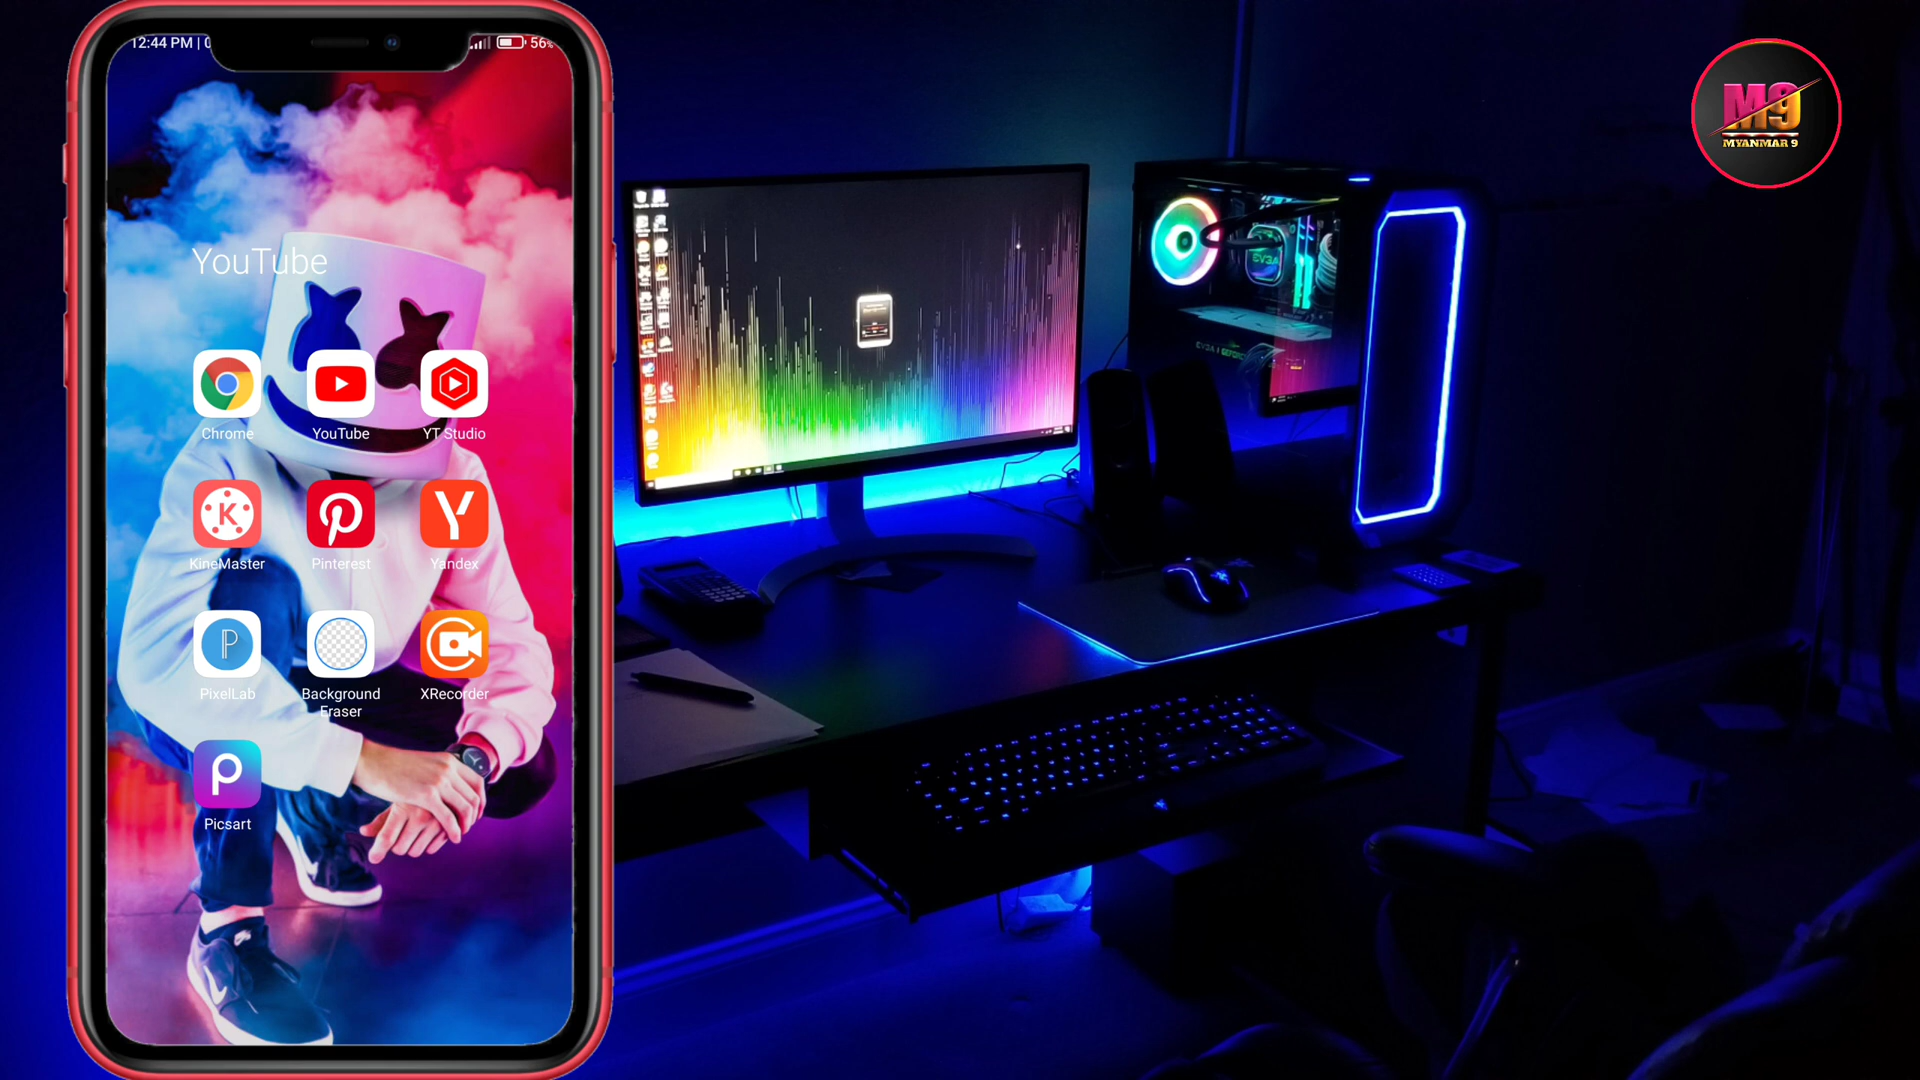 12:44 PM |
56%
M9
MYANMAR 9
YouTube
Chrome
YouTube
YT Studio
KineMaster
Pinterest
Yandex
PixelLab
Background
Eraser
XRecorder
Picsart
EVGA